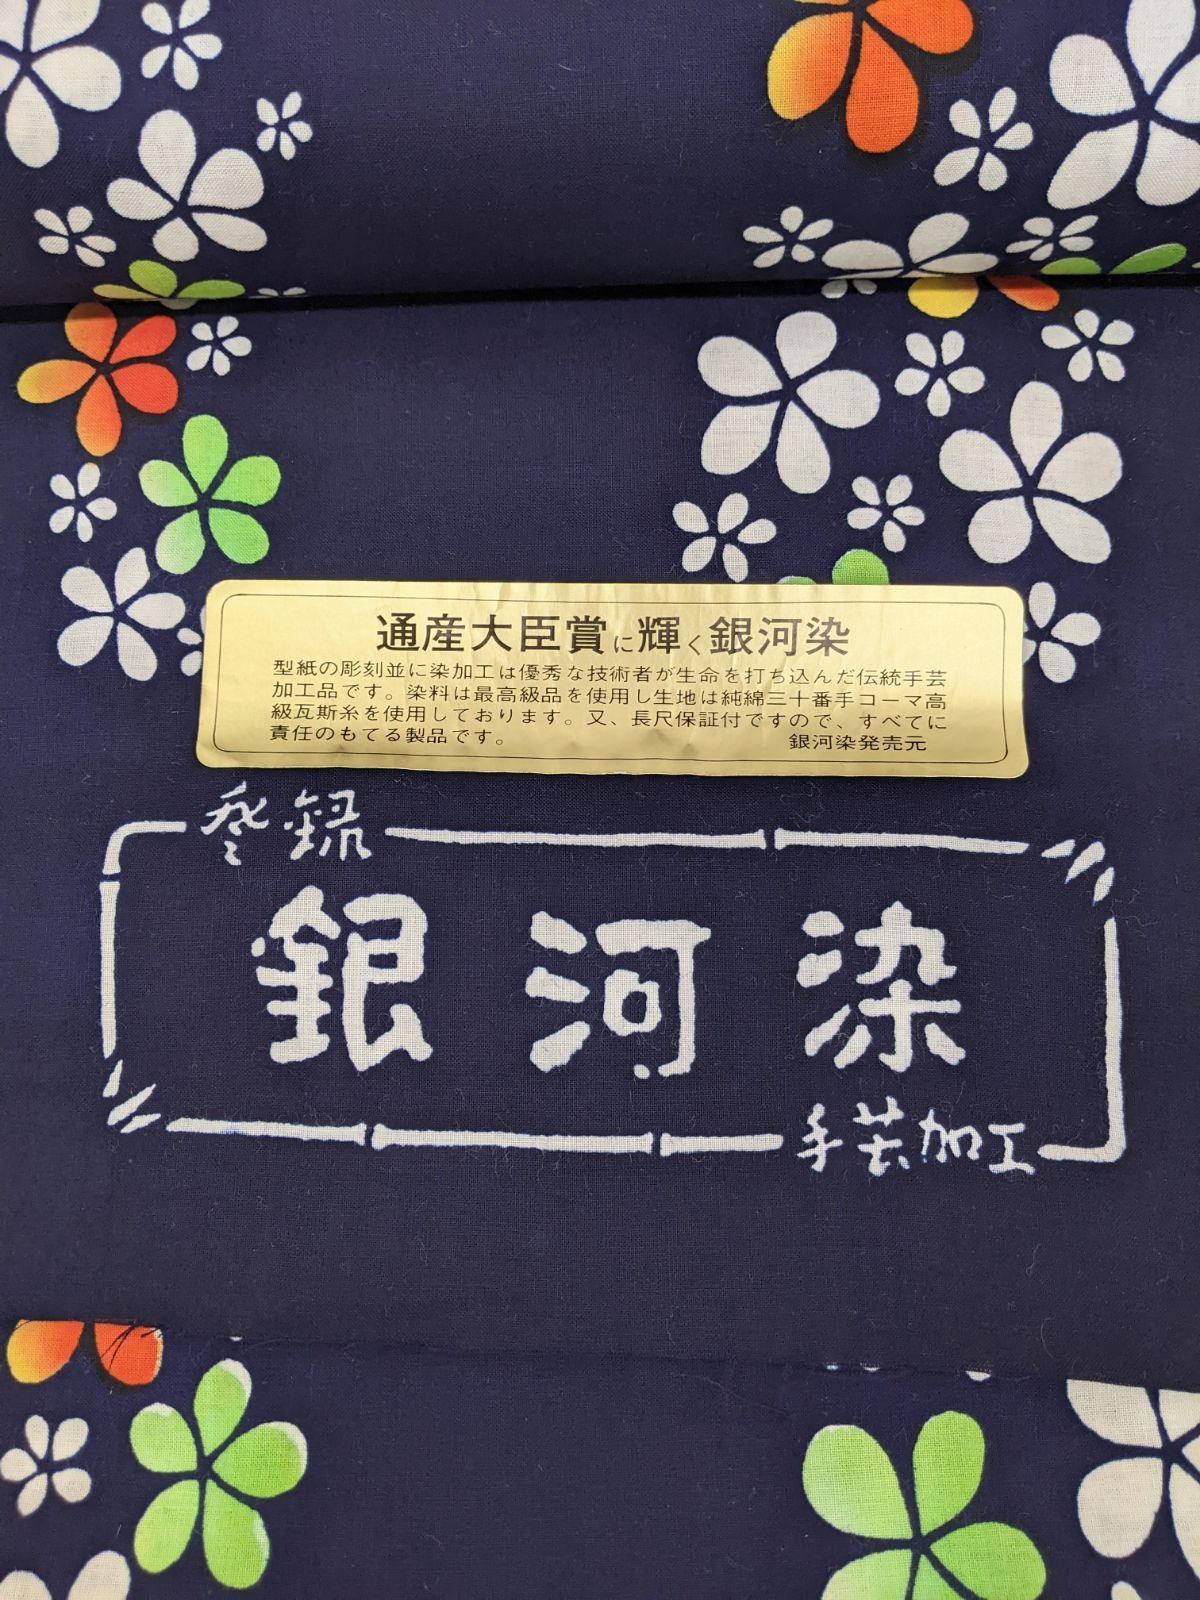 通産大臣賞に輝く銀河染
型紙の彫刻並に染加工は優秀な技術者が生命を打ち込んだ伝統手芸
加工品です。染料は最高級品を使用し生地は純綿三十番手コーマ高
級瓦斯糸を使用しております。又、長尺保証付ですので、すべてに
責任のもてる製品です。 銀河染発売元
登録
銀河染
手芸加工